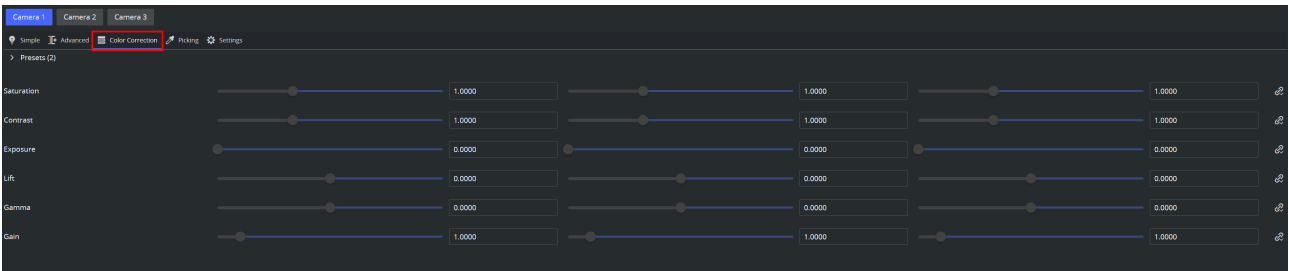 Camera 1 Camera 2 Camera 3
Simple Advanced Color Correction Picking Settings
Presets (2)
Saturation 1.0000 1.0000 1.0000
Contrast 1.0000 1.0000 1.0000
Exposure 0.0000 0.0000 0.0000
Lift 0.0000 0.0000 0.0000
Gamma 0.0000 0.0000 0.0000
Gain 1.0000 1.0000 1.0000